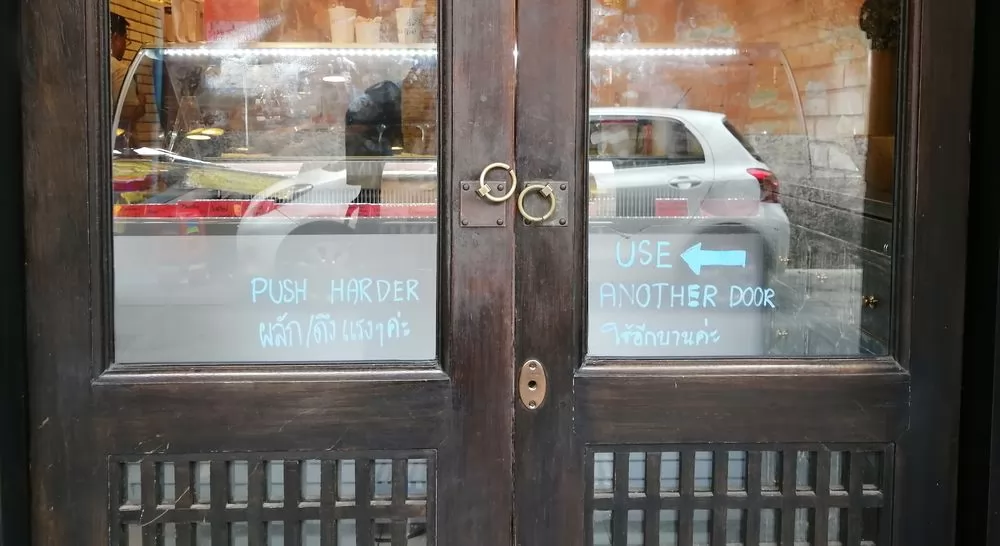 PUSH HARDER
ผลัก/ดึง แรงๆค่ะ
USE
ANOTHER DOOR
ใช้อีกบานค่ะ